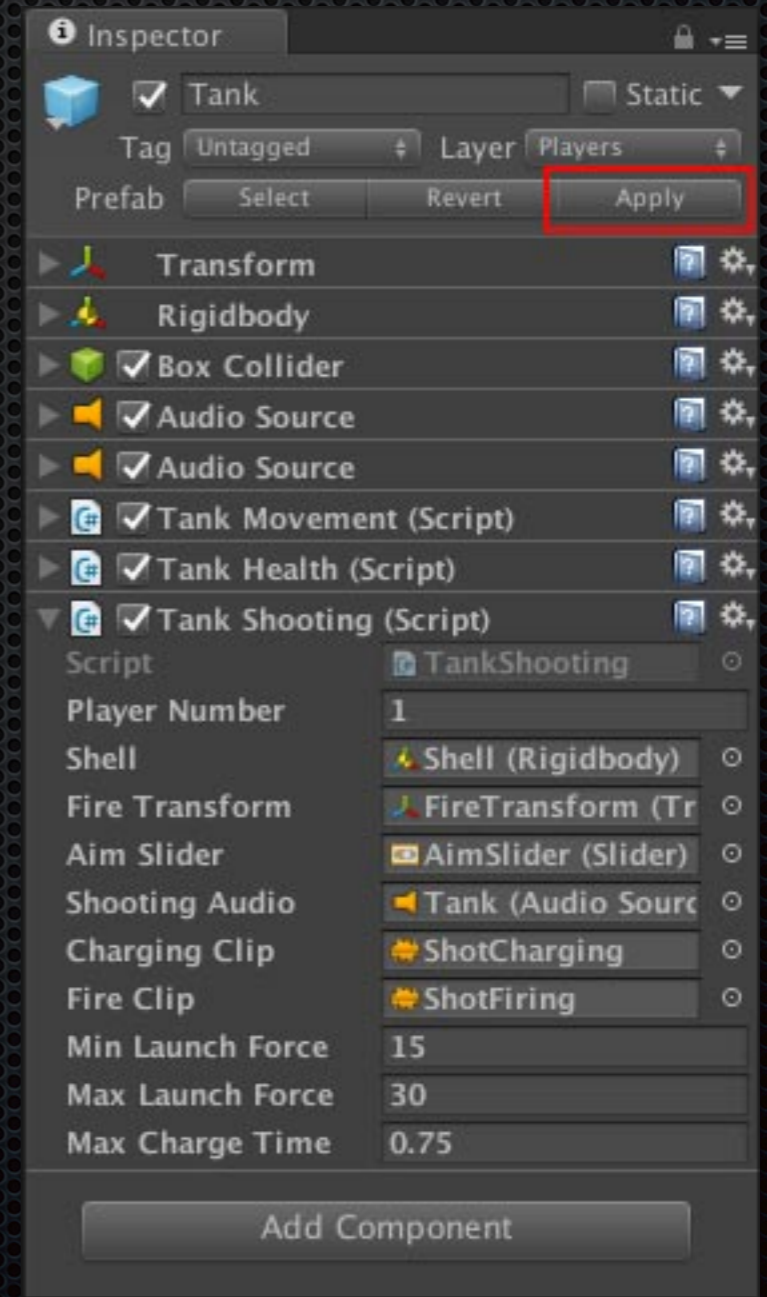 Inspector
Tank Static
Tag Untagged Layer Players
Prefab Select Revert Apply
Transform
Rigidbody
Box Collider
Audio Source
Audio Source
Tank Movement (Script)
Tank Health (Script)
Tank Shooting (Script)
Script TankShooting
Player Number 1
Shell Shell (Rigidbody)
Fire Transform FireTransform (Tr
Aim Slider AimSlider (Slider)
Shooting Audio Tank (Audio Sourc
Charging Clip ShotCharging
Fire Clip ShotFiring
Min Launch Force 15
Max Launch Force 30
Max Charge Time 0.75
Add Component